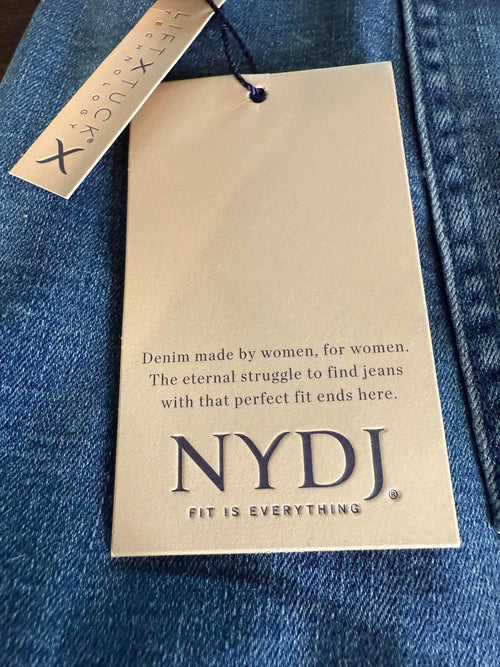 LIFT X TUCK®
TECHNOLOGY
X
Denim made by women, for women.
The eternal struggle to find jeans
with that perfect fit ends here.
NYDJ®
FIT IS EVERYTHING